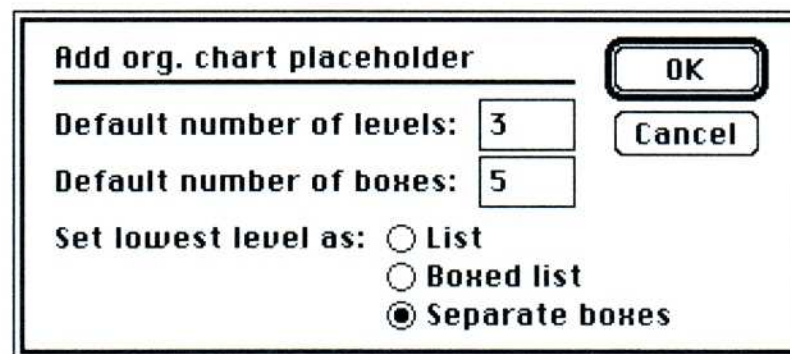 Add org. chart placeholder
OK
Default number of levels: 3
Cancel
Default number of boxes: 5
Set lowest level as: List
Boxed list
Separate boxes